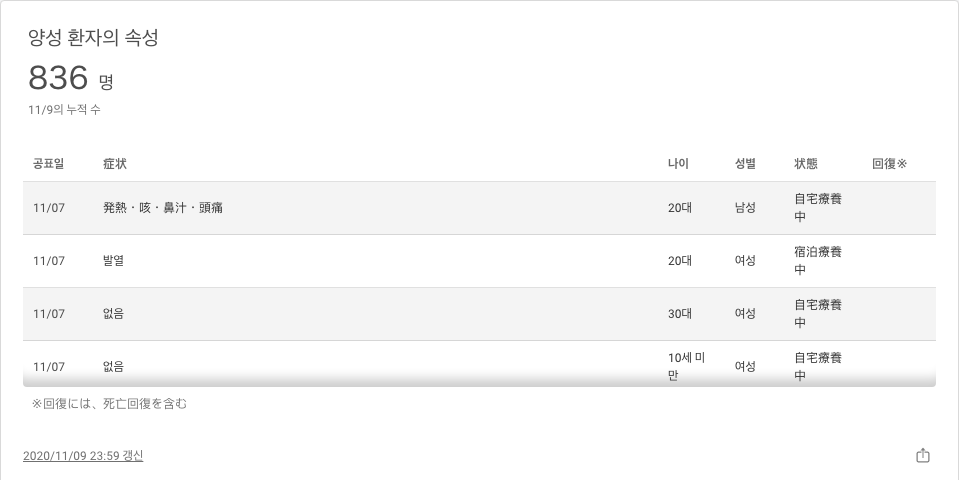 양성 환자의 속성
836 명
11/9의 누적 수
공표일 症状 나이 성별 状態 回復※
11/07 発熱・咳・鼻汁・頭痛 20대 남성 自宅療養中
11/07 발열 20대 여성 宿泊療養中
11/07 없음 30대 여성 自宅療養中
11/07 없음 10세 미만 여성 自宅療養中
※回復には、死亡回復を含む
2020/11/09 23:59 갱신